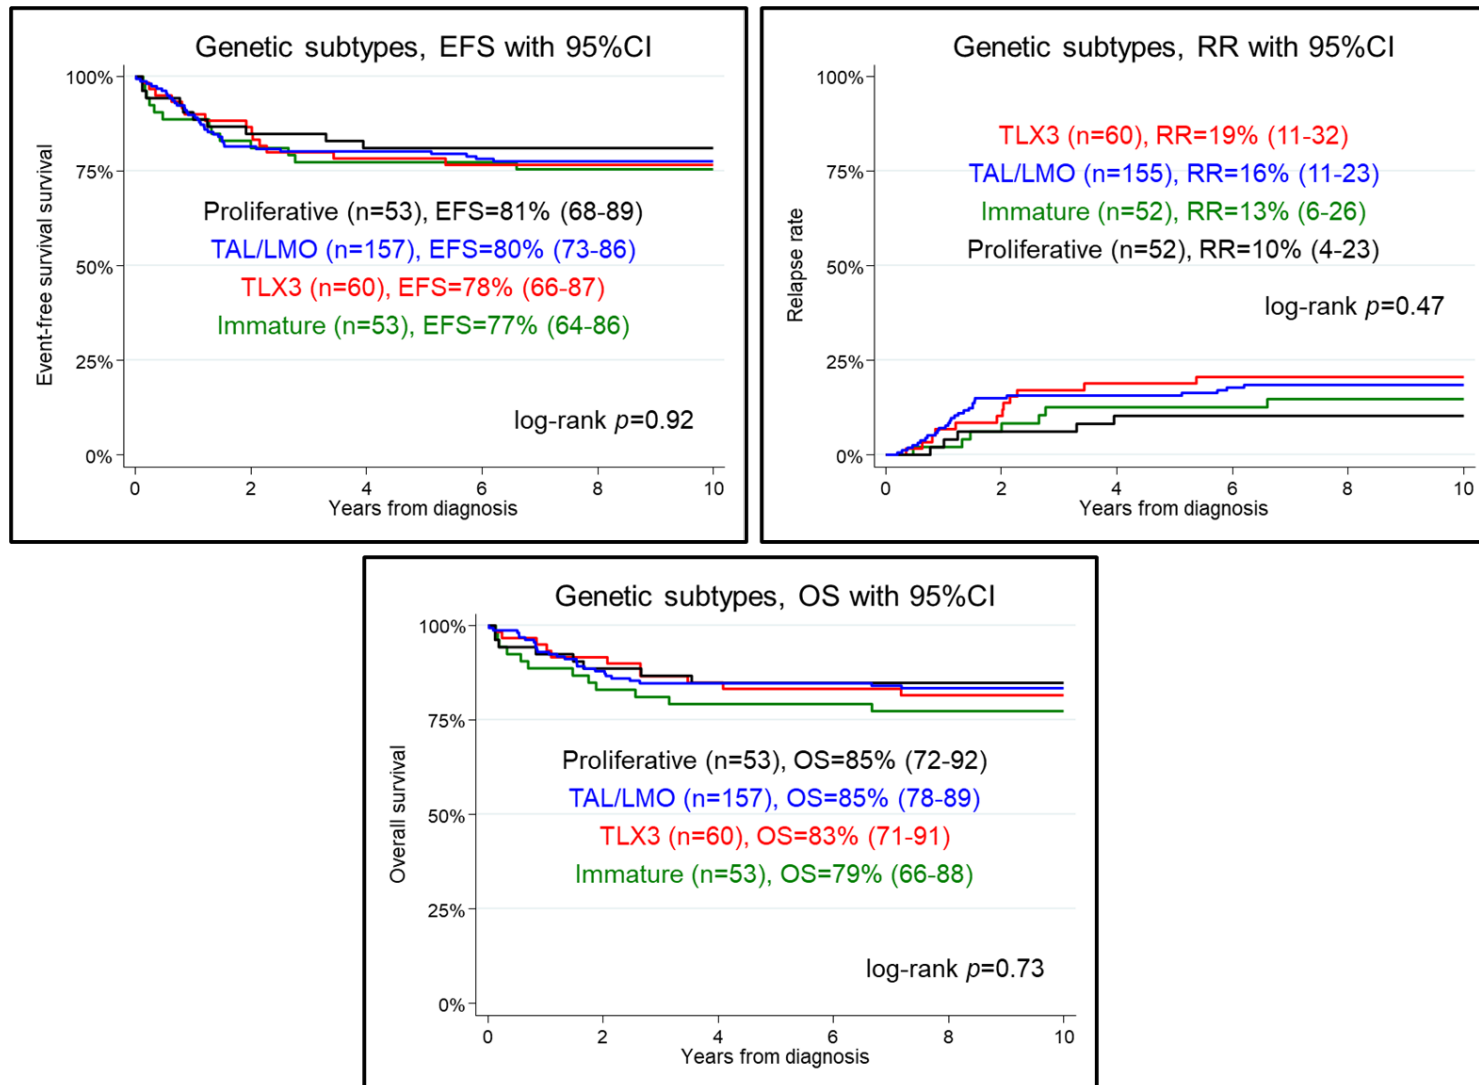 Genetic subtypes, EFS with 95%CI
100%
75%
50%
25%
0%
Event-free survival survival
Proliferative (n=53), EFS=81% (68-89)
TAL/LMO (n=157), EFS=80% (73-86)
TLX3 (n=60), EFS=78% (66-87)
Immature (n=53), EFS=77% (64-86)
log-rank p=0.92
0 2 4 6 8 10
Years from diagnosis
Genetic subtypes, RR with 95%CI
100%
75%
50%
25%
0%
Relapse rate
TLX3 (n=60), RR=19% (11-32)
TAL/LMO (n=155), RR=16% (11-23)
Immature (n=52), RR=13% (6-26)
Proliferative (n=52), RR=10% (4-23)
log-rank p=0.47
0 2 4 6 8 10
Years from diagnosis
Genetic subtypes, OS with 95%CI
100%
75%
50%
25%
0%
Overall survival
Proliferative (n=53), OS=85% (72-92)
TAL/LMO (n=157), OS=85% (78-89)
TLX3 (n=60), OS=83% (71-91)
Immature (n=53), OS=79% (66-88)
log-rank p=0.73
0 2 4 6 8 10
Years from diagnosis